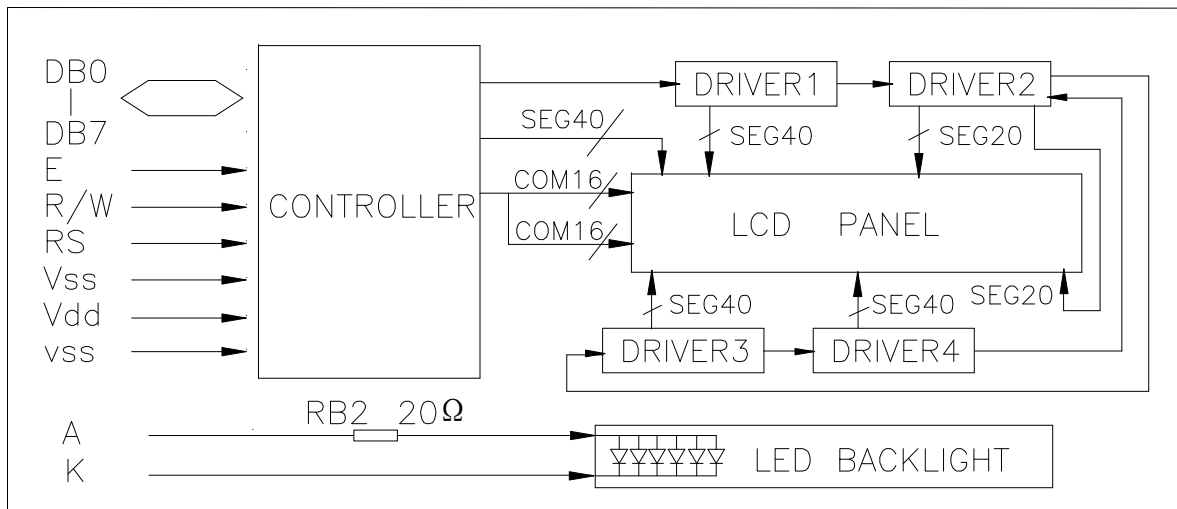 DB0
|
DB7
E
R/W
RS
Vss
Vdd
vss
CONTROLLER
DRIVER1
DRIVER2
SEG40
SEG40
SEG20
COM16
COM16
LCD PANEL
SEG40
SEG40
SEG20
DRIVER3
DRIVER4
RB2 20Ω
A
K
LED BACKLIGHT